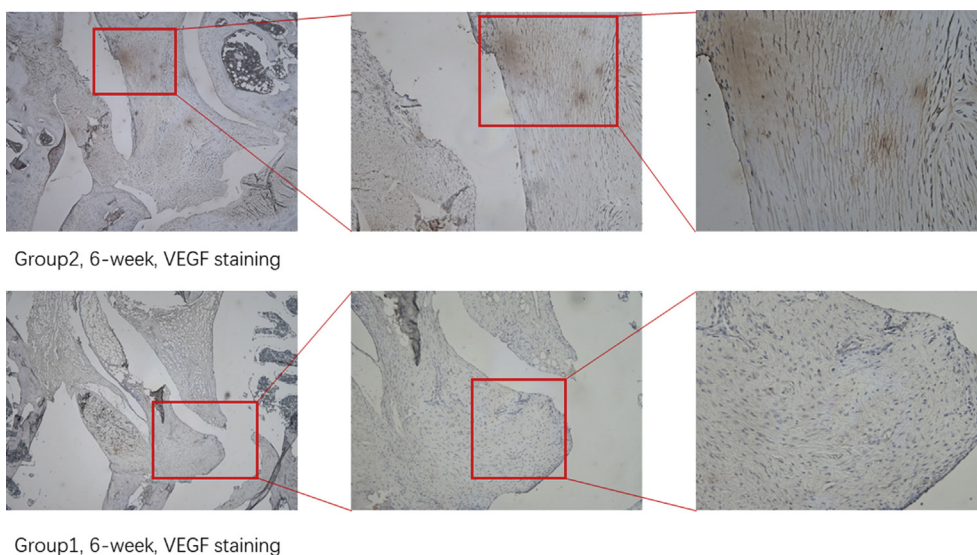 Group2, 6-week, VEGF staining
Group1, 6-week, VEGF staining